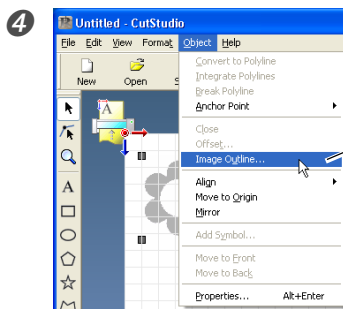 4
Untitled - CutStudio
File Edit View Format Object Help
New Open S
Convert to Polyline
Integrate Polylines
Break Polyline
Anchor Point
Close
Offset...
Image Outline...
Align
Move to Origin
Mirror
Add Symbol...
Move to Front
Move to Back
Properties... Alt+Enter
A
A